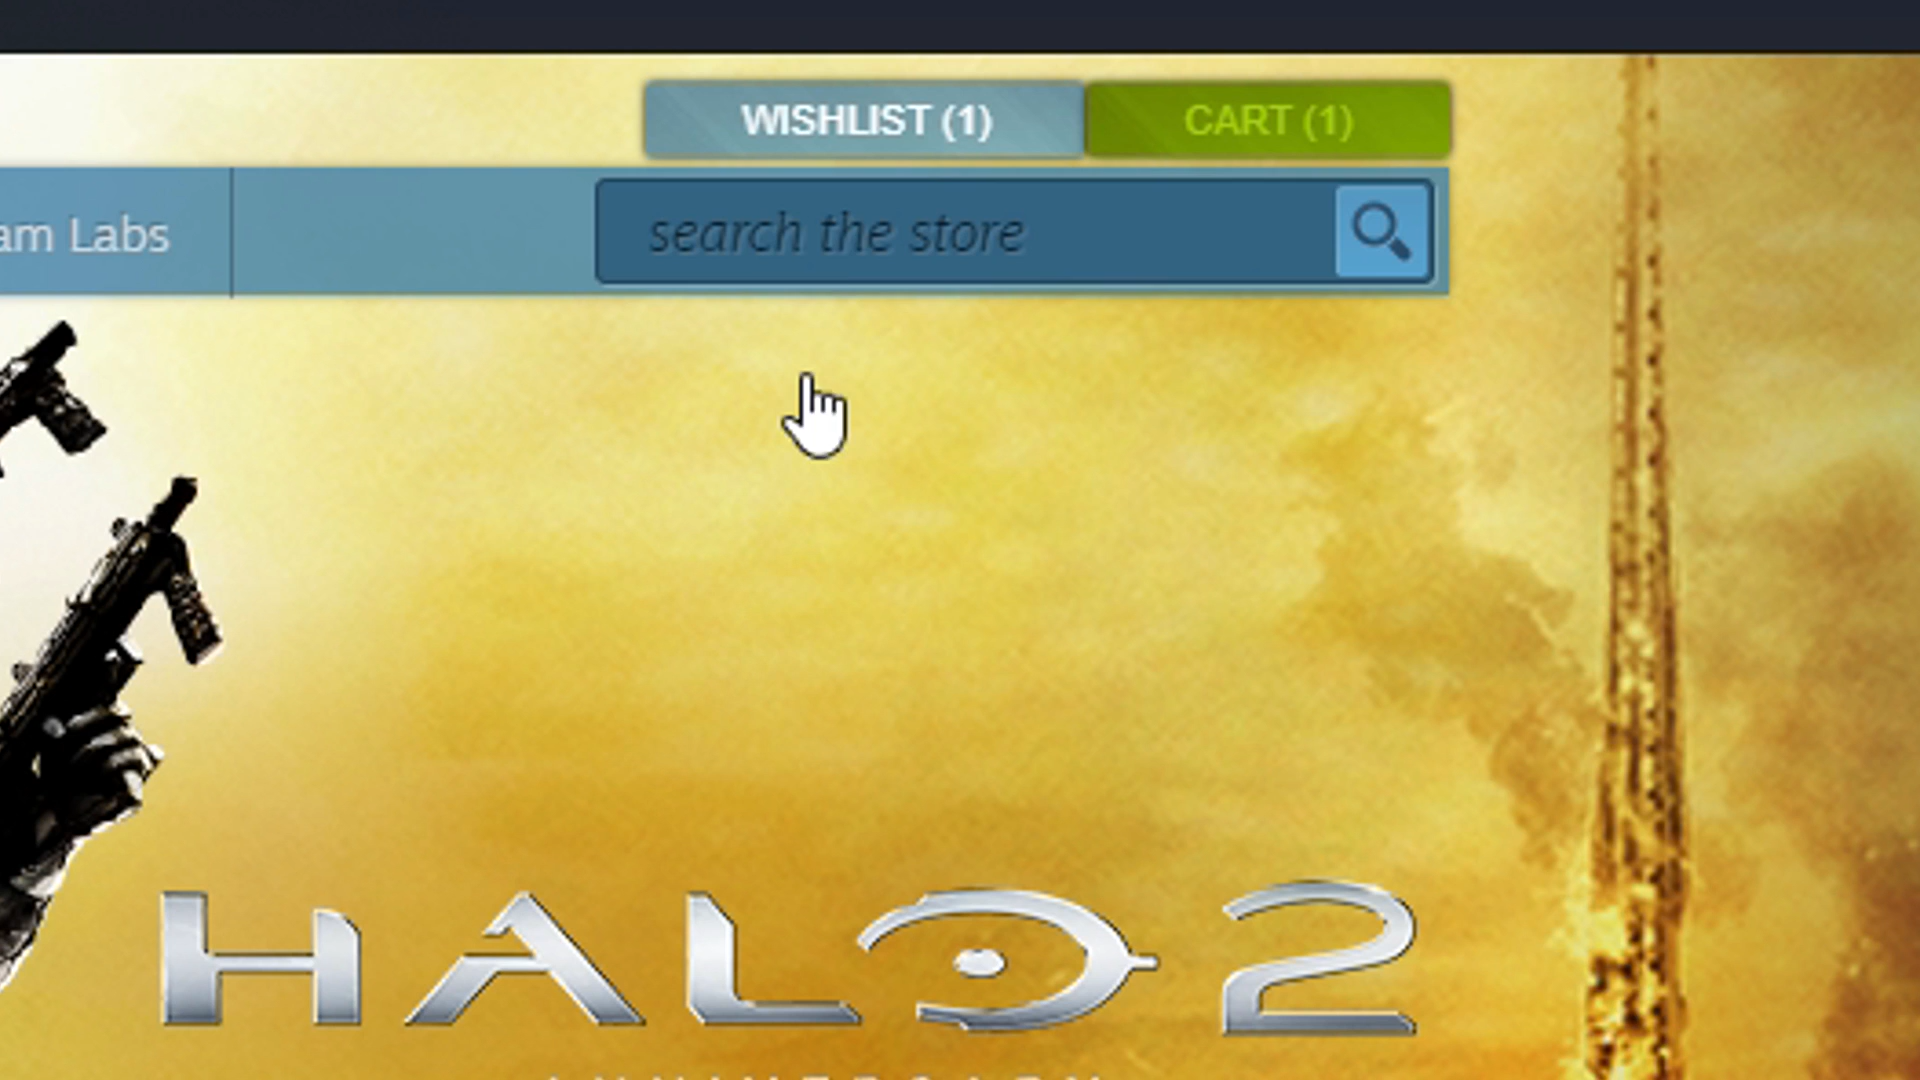 WISHLIST (1) CART (1)
am Labs
search the store
HALO 2